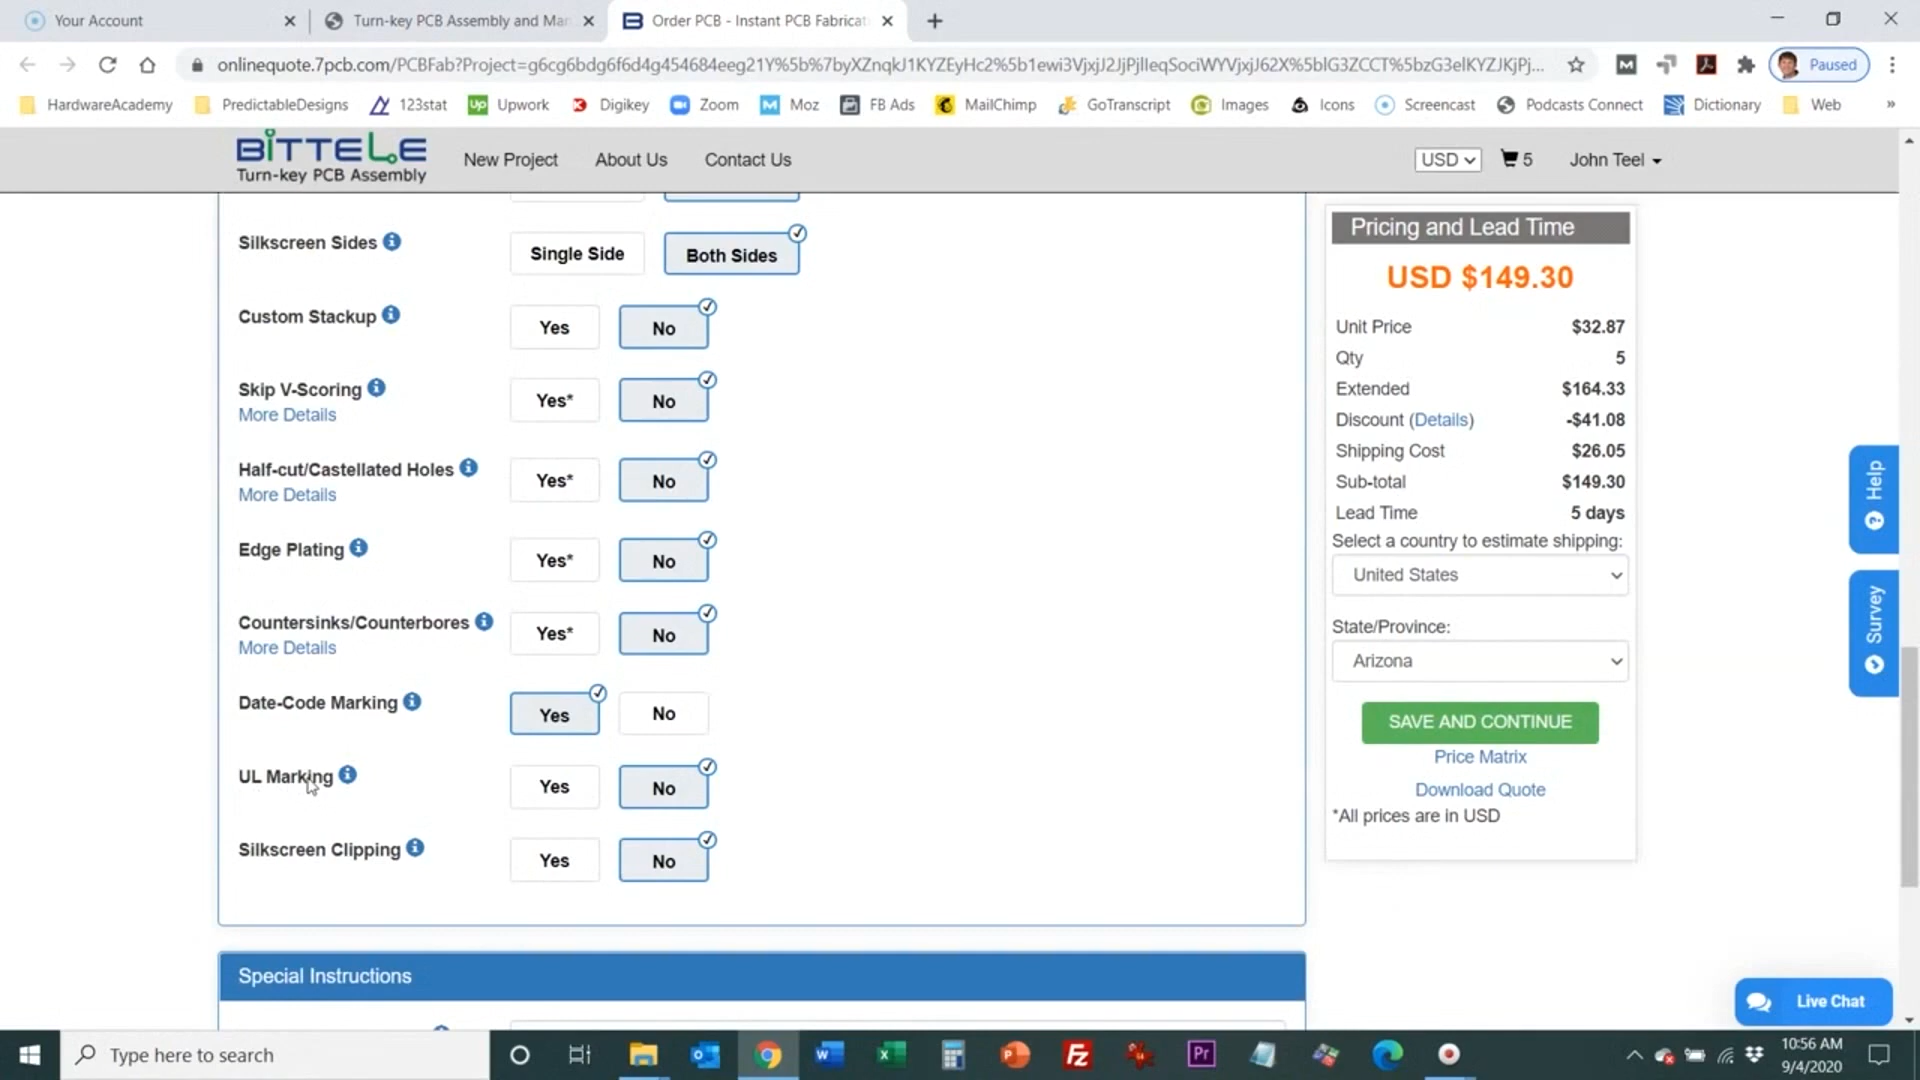 Your Account
Turn-key PCB Assembly and Man
Order PCB - Instant PCB Fabricat
onlinequote.7pcb.com/PCBFab?Project=g6cg6bdg6f6d4g454684eeg21Y%5b%7byXZnqkJ1KYZEyHc2%5b1ewi3VjxjJ2JjPjlIeqSociWYVjxjJ62X%5blG3ZCCT%5bzG3elKYZJKjPj...
Paused
HardwareAcademy
PredictableDesigns
123stat
Upwork
Digikey
Zoom
Moz
FB Ads
MailChimp
GoTranscript
Images
Icons
Screencast
Podcasts Connect
Dictionary
Web
»
BITTELE
Turn-key PCB Assembly
New Project
About Us
Contact Us
USD
5
John Teel
Silkscreen Sides
Single Side
Both Sides
Custom Stackup
Yes
No
Skip V-Scoring
More Details
Yes*
No
Half-cut/Castellated Holes
More Details
Yes*
No
Edge Plating
Yes*
No
Countersinks/Counterbores
More Details
Yes*
No
Date-Code Marking
Yes
No
UL Marking
Yes
No
Silkscreen Clipping
Yes
No
Special Instructions
Pricing and Lead Time
USD $149.30
Unit Price $32.87
Qty 5
Extended $164.33
Discount (Details) -$41.08
Shipping Cost $26.05
Sub-total $149.30
Lead Time 5 days
Select a country to estimate shipping:
United States
State/Province:
Arizona
SAVE AND CONTINUE
Price Matrix
Download Quote
*All prices are in USD
Help
Survey
Live Chat
Type here to search
10:56 AM
9/4/2020